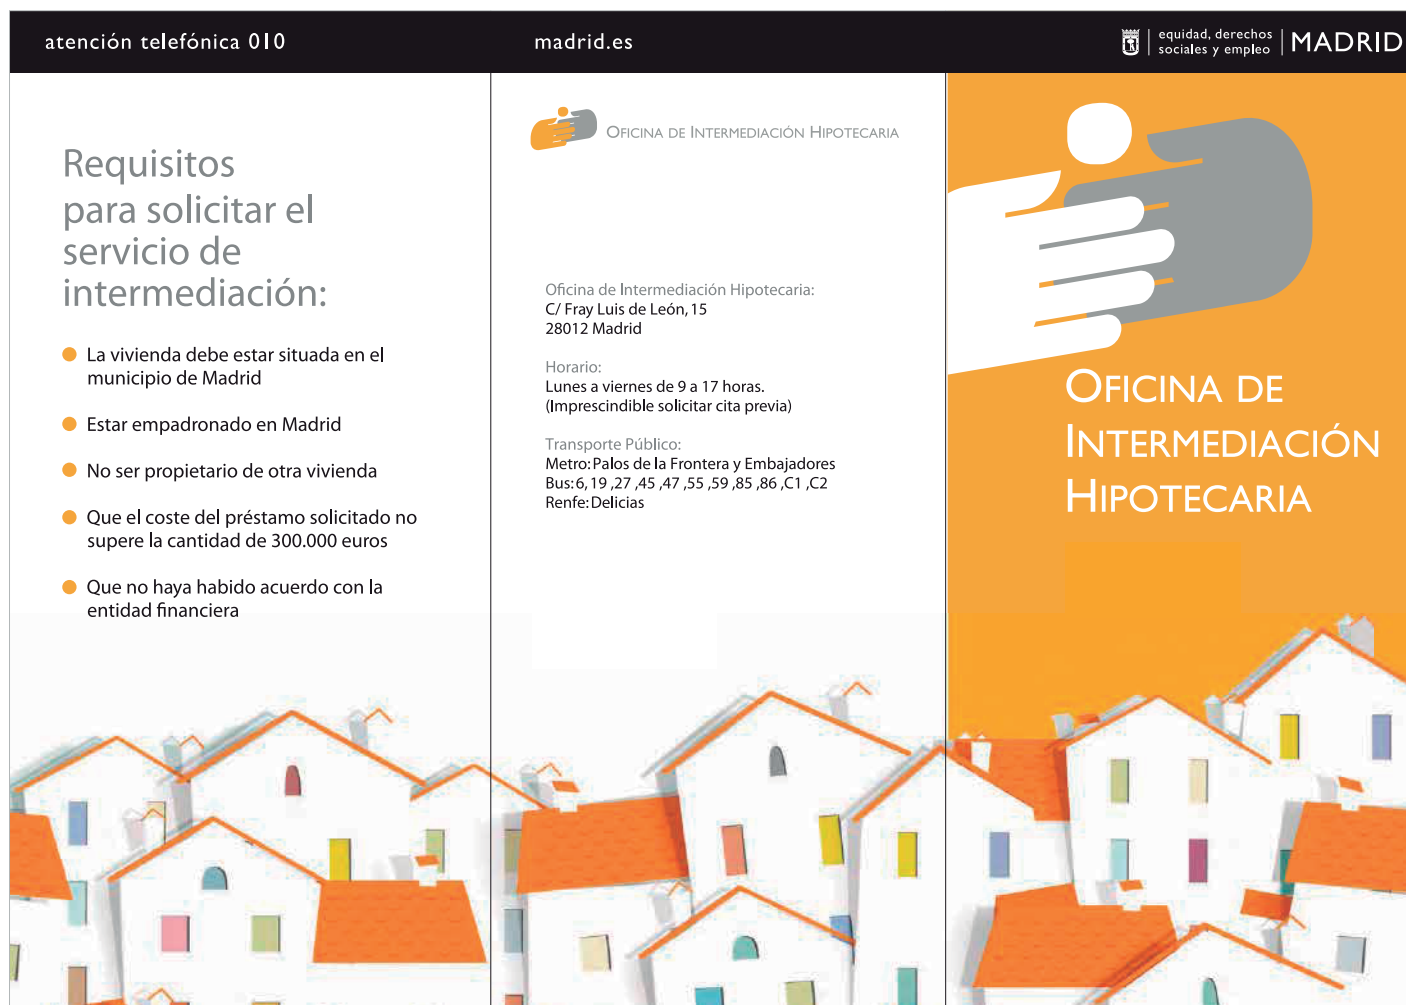 atención telefónica 010
madrid.es
equidad, derechos
sociales y empleo
MADRID
Requisitos
para solicitar el
servicio de
intermediación:
La vivienda debe estar situada en el
municipio de Madrid
Estar empadronado en Madrid
No ser propietario de otra vivienda
Que el coste del préstamo solicitado no
supere la cantidad de 300.000 euros
Que no haya habido acuerdo con la
entidad financiera
OFICINA DE INTERMEDIACIÓN HIPOTECARIA
Oficina de Intermediación Hipotecaria:
C/ Fray Luis de León, 15
28012 Madrid
Horario:
Lunes a viernes de 9 a 17 horas.
(Imprescindible solicitar cita previa)
Transporte Público:
Metro: Palos de la Frontera y Embajadores
Bus: 6, 19 ,27 ,45 ,47 ,55 ,59 ,85 ,86 ,C1 ,C2
Renfe: Delicias
OFICINA DE
INTERMEDIACIÓN
HIPOTECARIA